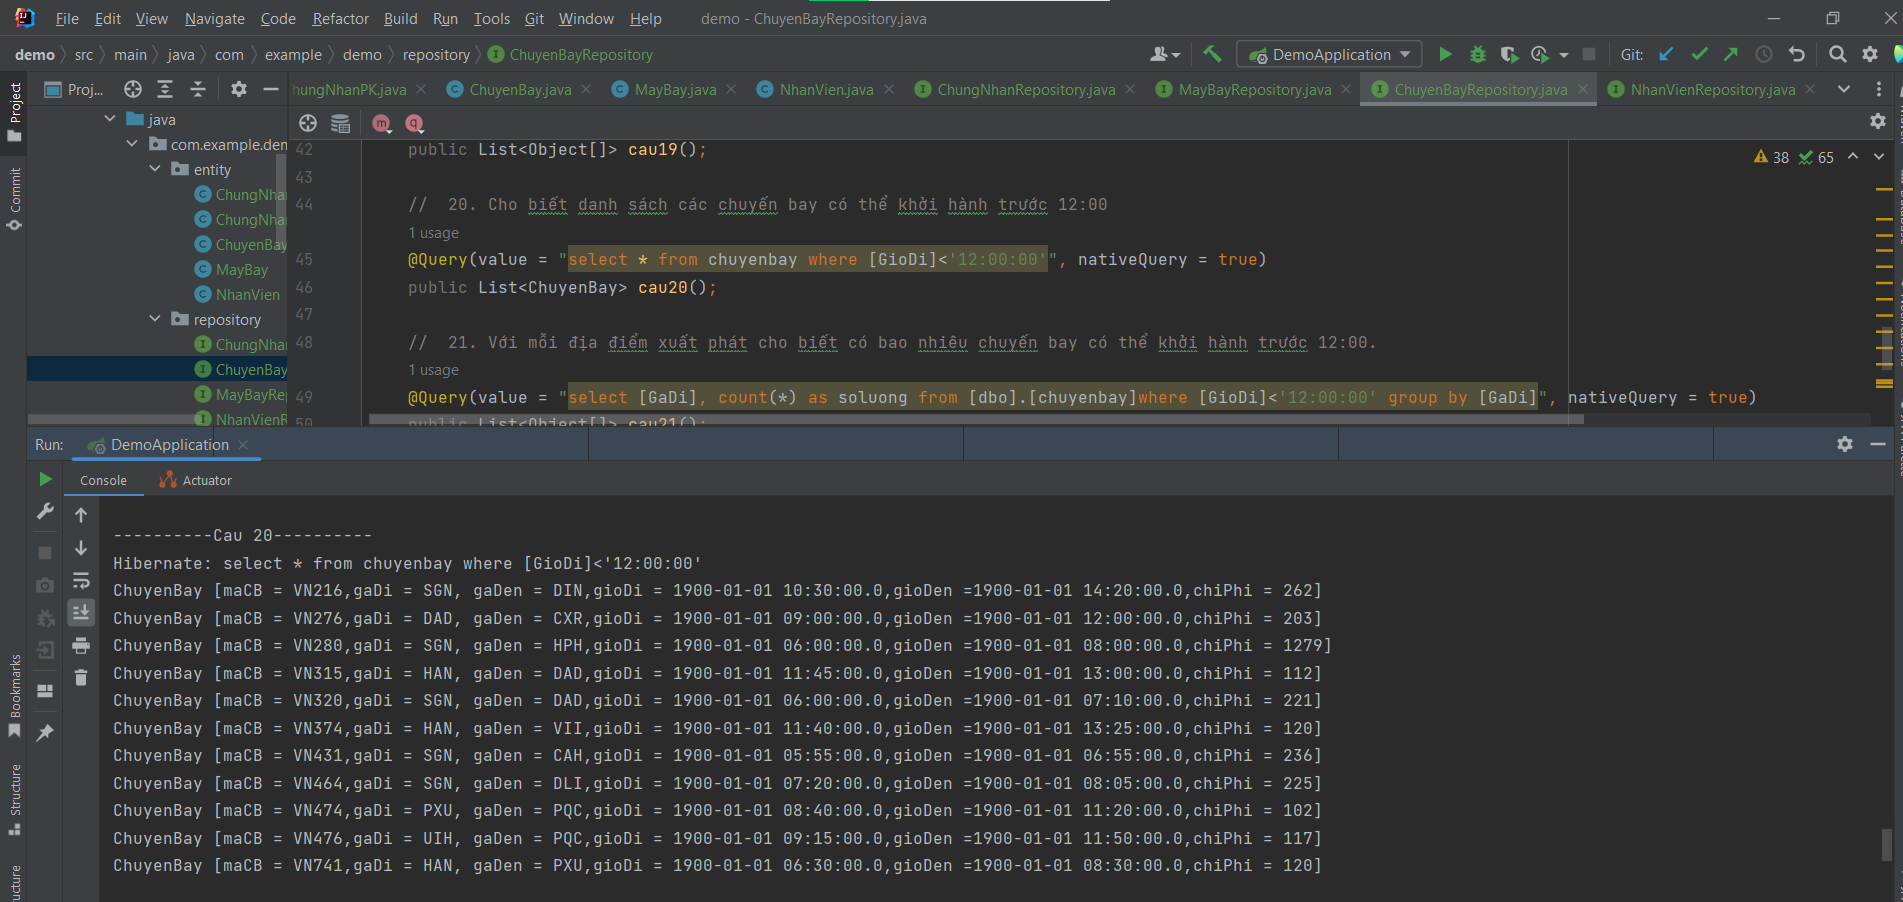 File Edit View Navigate Code Refactor Build Run Tools Git Window Help demo - ChuyenBayRepository.java
demo src main java com example demo repository ChuyenBayRepository DemoApplication Git:
Project
Proj...
hungNhanPK.java ChuyenBay.java MayBay.java NhanVien.java ChungNhanRepository.java MayBayRepository.java ChuyenBayRepository.java NhanVienRepository.java
java
com.example.den
entity
ChungNha
ChungNha
ChuyenBay
MayBay
NhanVien
repository
ChungNhan
ChuyenBay
MayBayRep
NhanVienR
Commit
Bookmarks
Structure
38 65
42 public List<Object[]> cau19();
43
44 // 20. Cho biết danh sách các chuyến bay có thể khởi hành trước 12:00
1 usage
45 @Query(value = "select * from chuyenbay where [GioDi]<'12:00:00'", nativeQuery = true)
46 public List<ChuyenBay> cau20();
47
48 // 21. Với mỗi địa điểm xuất phát cho biết có bao nhiêu chuyến bay có thể khởi hành trước 12:00.
1 usage
49 @Query(value = "select [GaDi], count(*) as soluong from [dbo].[chuyenbay]where [GioDi]<'12:00:00' group by [GaDi]", nativeQuery = true)
50 public List<Object[]> cau21();
Run: DemoApplication
Console Actuator
----------Cau 20----------
Hibernate: select * from chuyenbay where [GioDi]<'12:00:00'
ChuyenBay [maCB = VN216,gaDi = SGN, gaDen = DIN,gioDi = 1900-01-01 10:30:00.0,gioDen =1900-01-01 14:20:00.0,chiPhi = 262]
ChuyenBay [maCB = VN276,gaDi = DAD, gaDen = CXR,gioDi = 1900-01-01 09:00:00.0,gioDen =1900-01-01 12:00:00.0,chiPhi = 203]
ChuyenBay [maCB = VN280,gaDi = SGN, gaDen = HPH,gioDi = 1900-01-01 06:00:00.0,gioDen =1900-01-01 08:00:00.0,chiPhi = 1279]
ChuyenBay [maCB = VN315,gaDi = HAN, gaDen = DAD,gioDi = 1900-01-01 11:45:00.0,gioDen =1900-01-01 13:00:00.0,chiPhi = 112]
ChuyenBay [maCB = VN320,gaDi = SGN, gaDen = DAD,gioDi = 1900-01-01 06:00:00.0,gioDen =1900-01-01 07:10:00.0,chiPhi = 221]
ChuyenBay [maCB = VN374,gaDi = HAN, gaDen = VII,gioDi = 1900-01-01 11:40:00.0,gioDen =1900-01-01 13:25:00.0,chiPhi = 120]
ChuyenBay [maCB = VN431,gaDi = SGN, gaDen = CAH,gioDi = 1900-01-01 05:55:00.0,gioDen =1900-01-01 06:55:00.0,chiPhi = 236]
ChuyenBay [maCB = VN464,gaDi = SGN, gaDen = DLI,gioDi = 1900-01-01 07:20:00.0,gioDen =1900-01-01 08:05:00.0,chiPhi = 225]
ChuyenBay [maCB = VN474,gaDi = PXU, gaDen = PQC,gioDi = 1900-01-01 08:40:00.0,gioDen =1900-01-01 11:20:00.0,chiPhi = 102]
ChuyenBay [maCB = VN476,gaDi = UIH, gaDen = PQC,gioDi = 1900-01-01 09:15:00.0,gioDen =1900-01-01 11:50:00.0,chiPhi = 117]
ChuyenBay [maCB = VN741,gaDi = HAN, gaDen = PXU,gioDi = 1900-01-01 06:30:00.0,gioDen =1900-01-01 08:30:00.0,chiPhi = 120]